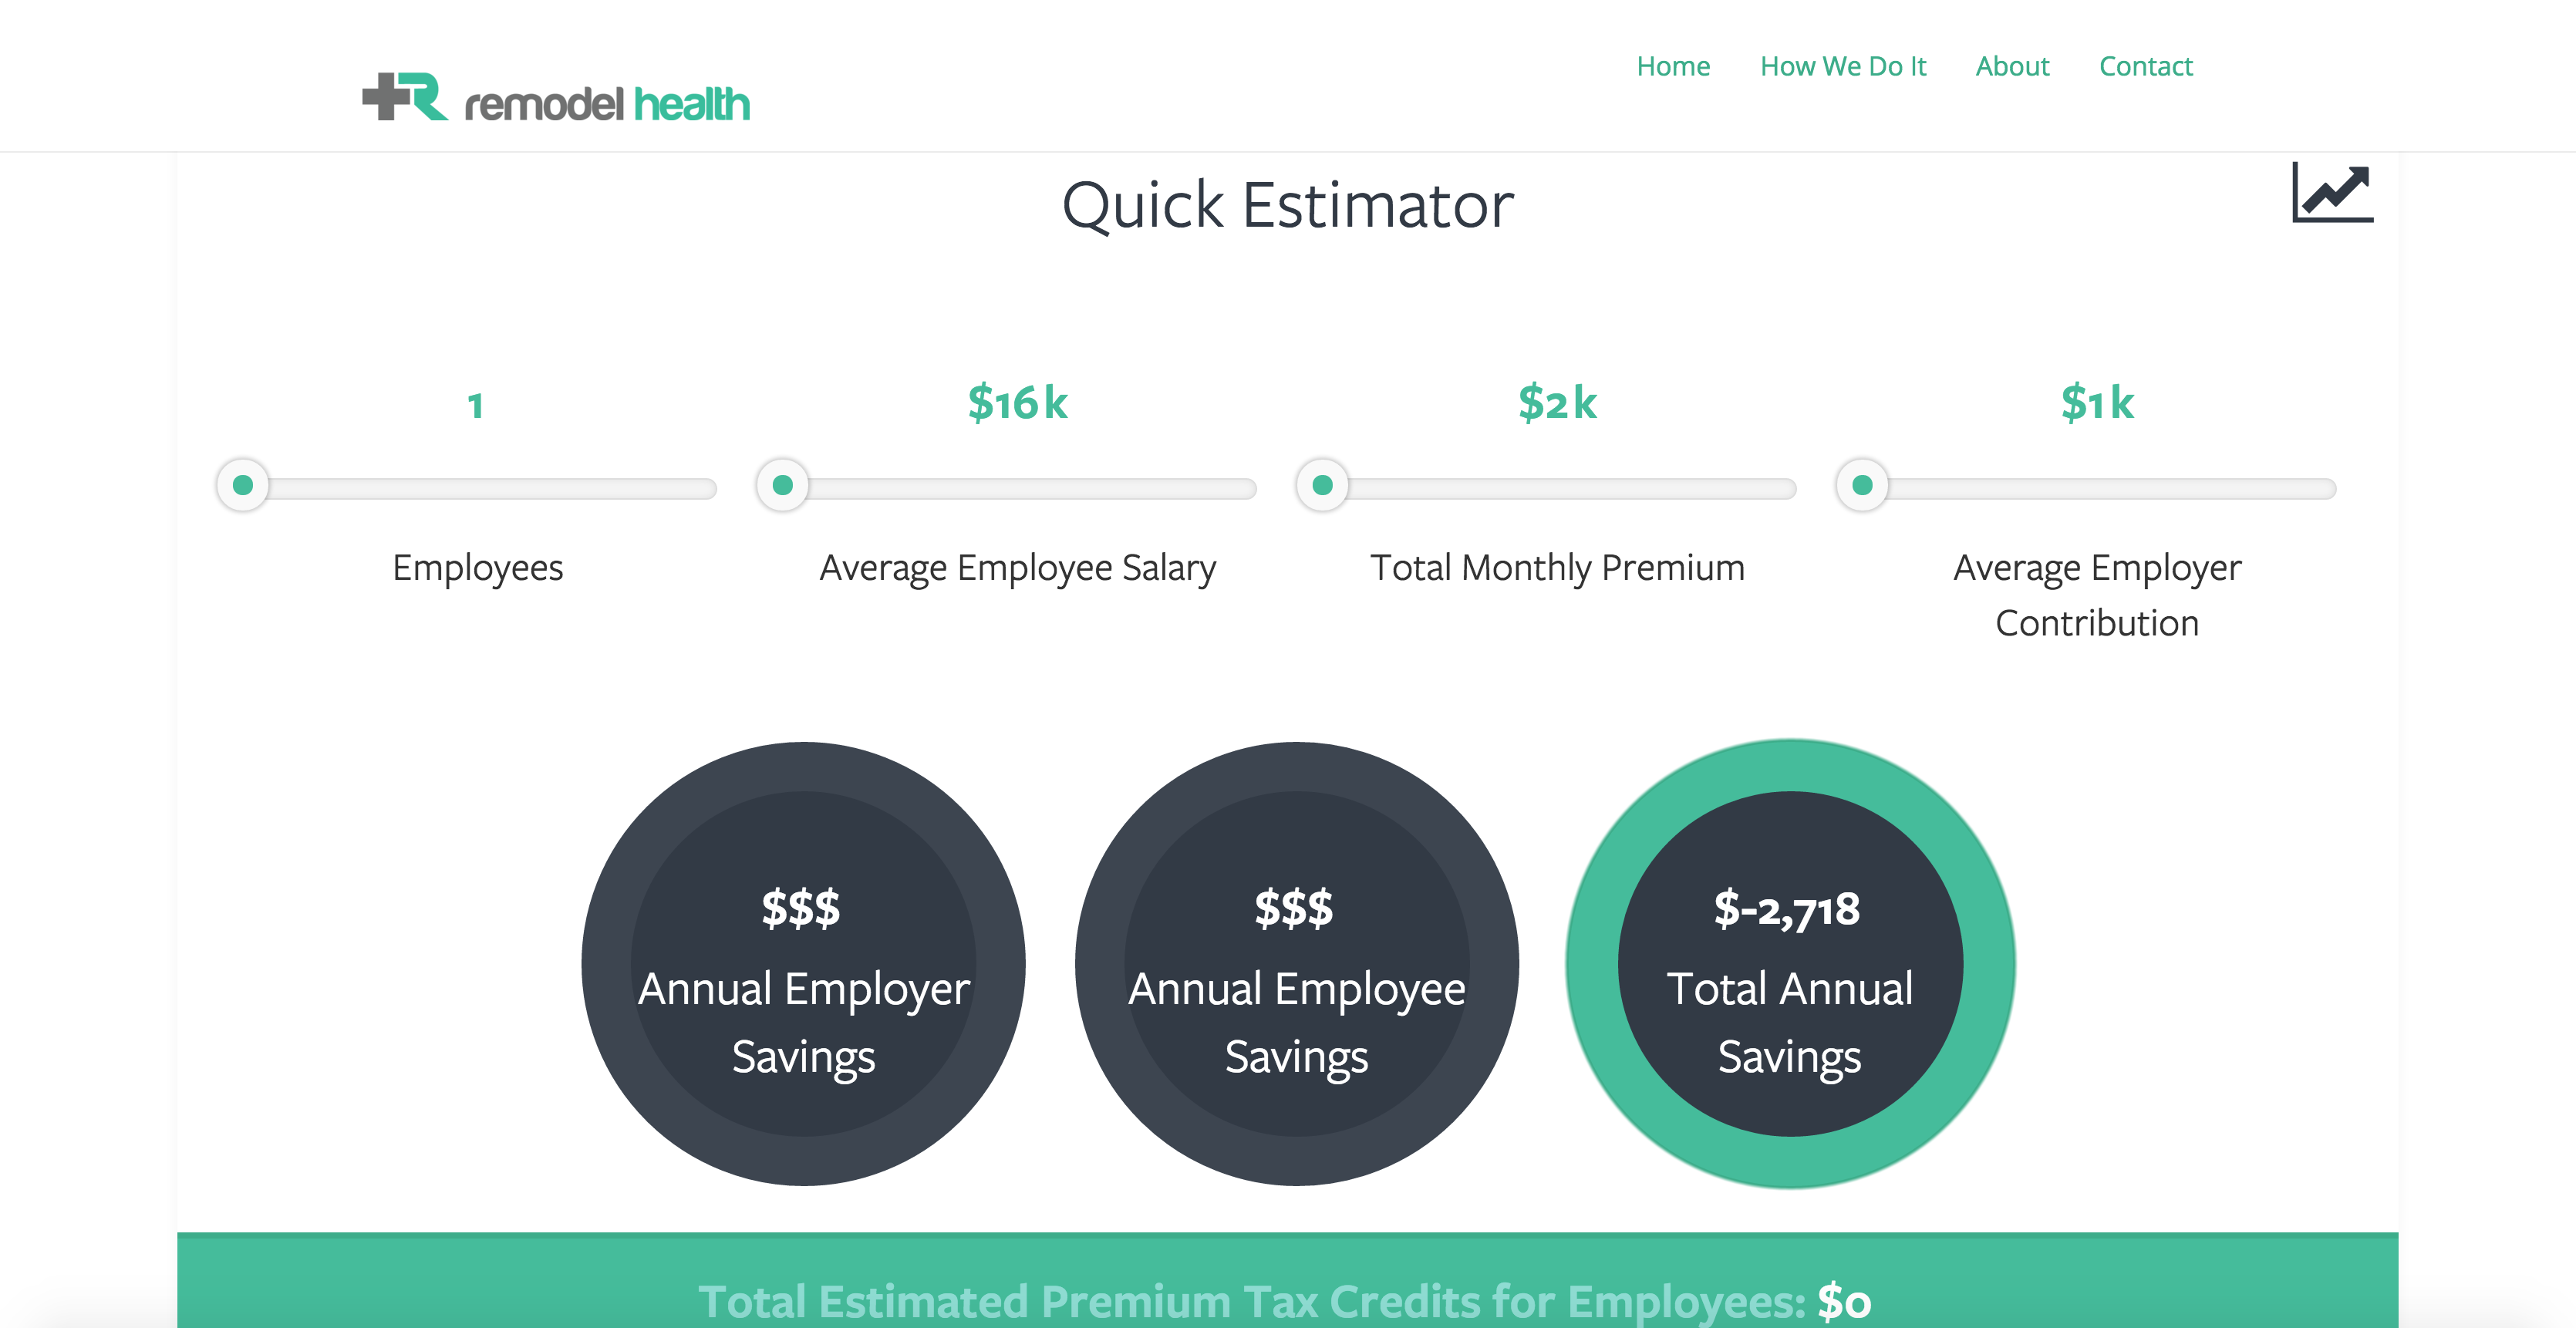 Home How We Do It About Contact
remodel health
Quick Estimator
1 $16k $2k $1k
Employees Average Employee Salary Total Monthly Premium Average Employer
Contribution
$$$ $$$ $-2,718
Annual Employer Annual Employee Total Annual
Savings Savings Savings
Total Estimated Premium Tax Credits for Employees: $0